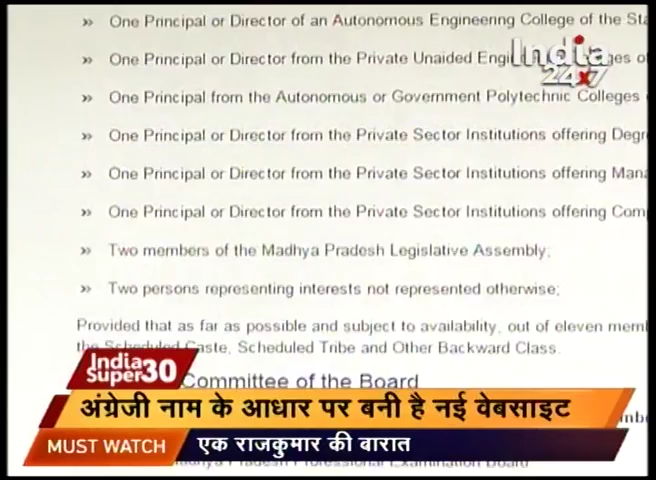 » One Principal or Director of an Autonomous Engineering College of the
» One Principal or Director from the Private Unaided
» One Principal from the Autonomous or Government Polytechnic Colleges
» One Principal or Director from the Private Sector Institutions offering
» One Principal or Director from the Private Sector Institutions offering
» One Principal or Director from the Private Sector Institutions offering
» Two members of the Madhya Pradesh Legislative Assembly;
» Two persons representing interests not represented otherwise;
Provided that as far as possible and subject to availability, out of eleven
the Scheduled Caste, Scheduled Tribe and Other Backward Class.
Committee of the Board
India 24x7
India Super 30
अंग्रेजी नाम के आधार पर बनी है नई वेबसाइट
MUST WATCH एक राजकुमार की बारात